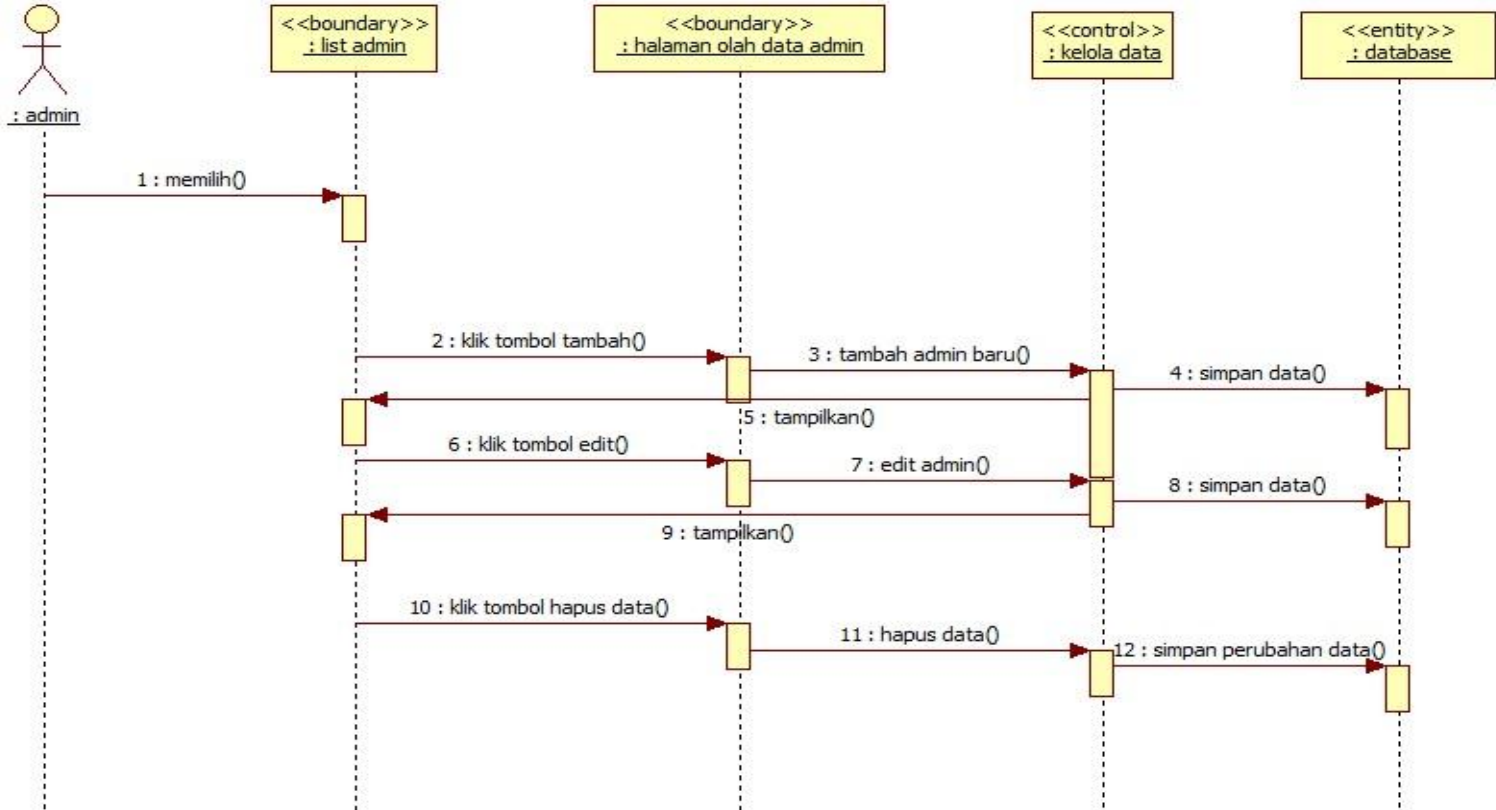 <<boundary>>
: list admin
<<boundary>>
: halaman olah data admin
<<control>>
: kelola data
<<entity>>
: database
: admin
1 : memilih()
2 : klik tombol tambah()
3 : tambah admin baru()
4 : simpan data()
5 : tampilkan()
6 : klik tombol edit()
7 : edit admin()
8 : simpan data()
9 : tampilkan()
10 : klik tombol hapus data()
11 : hapus data()
12 : simpan perubahan data()